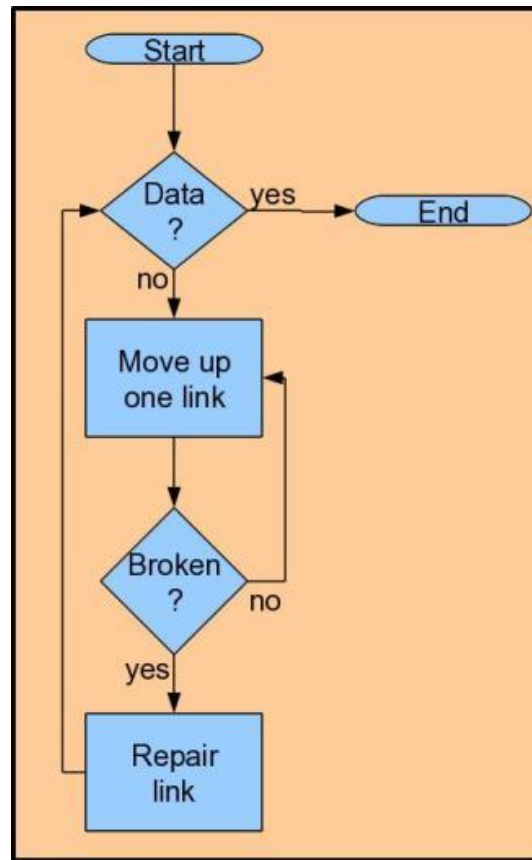 Start
Data
?
yes
End
no
Move up
one link
Broken
?
no
yes
Repair
link